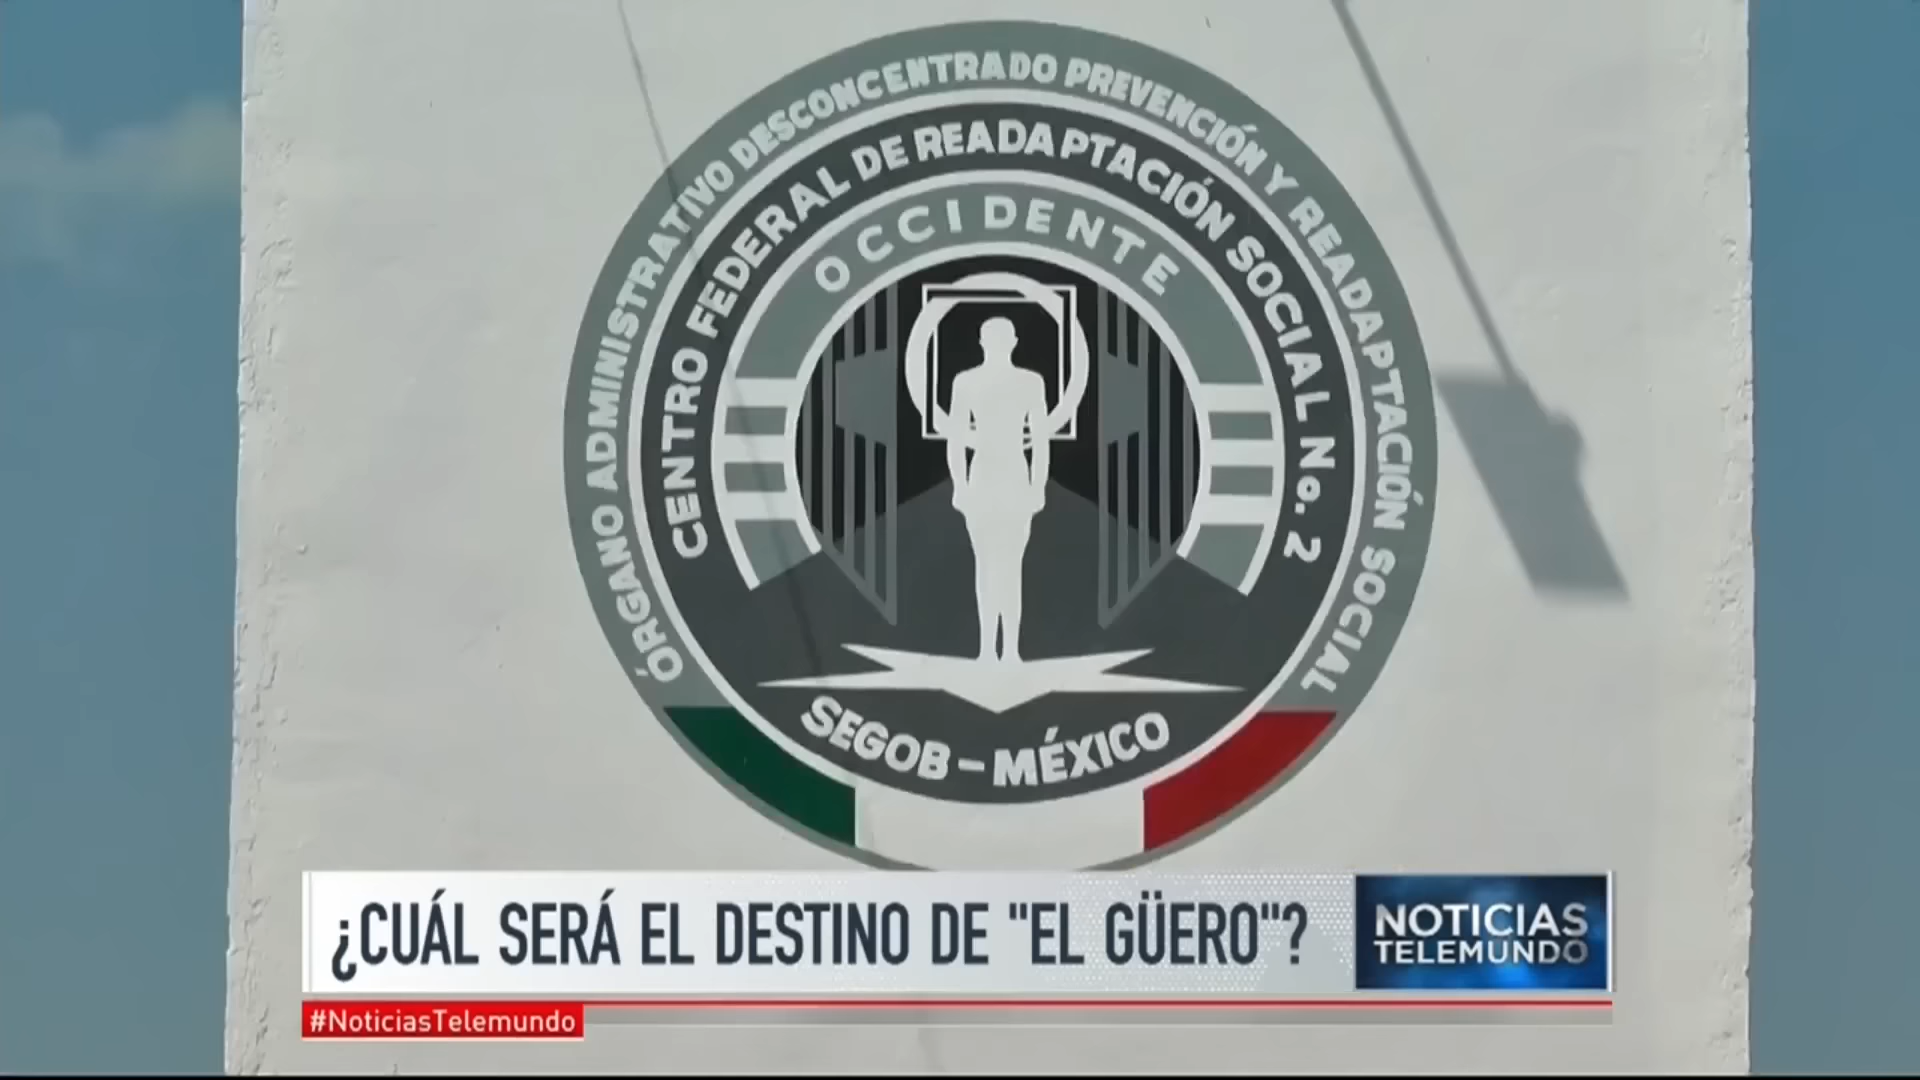 ÓRGANO ADMINISTRATIVO DESCONCENTRADO PREVENCIÓN Y READAPTACIÓN SOCIAL
CENTRO FEDERAL DE READAPTACIÓN SOCIAL No. 2
OCCIDENTE
SEGOB - MÉXICO
¿CUÁL SERÁ EL DESTINO DE "EL GÜERO"?
NOTICIAS
TELEMUNDO
#NoticiasTelemundo